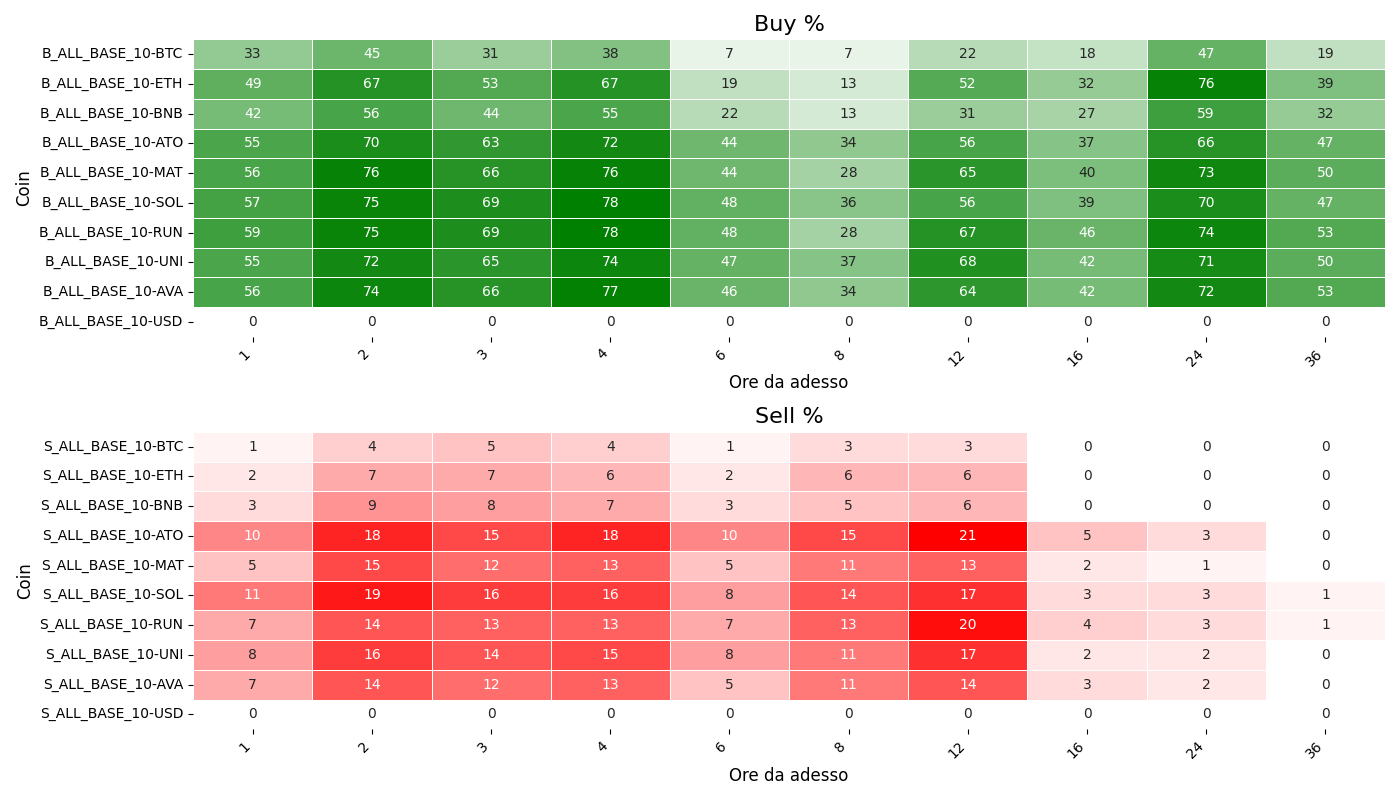 Buy %
Coin
B_ALL_BASE_10-BTC 33 45 31 38 7 7 22 18 47 19
B_ALL_BASE_10-ETH 49 67 53 67 19 13 52 32 76 39
B_ALL_BASE_10-BNB 42 56 44 55 22 13 31 27 59 32
B_ALL_BASE_10-ATO 55 70 63 72 44 34 56 37 66 47
B_ALL_BASE_10-MAT 56 76 66 76 44 28 65 40 73 50
B_ALL_BASE_10-SOL 57 75 69 78 48 36 56 39 70 47
B_ALL_BASE_10-RUN 59 75 69 78 48 28 67 46 74 53
B_ALL_BASE_10-UNI 55 72 65 74 47 37 68 42 71 50
B_ALL_BASE_10-AVA 56 74 66 77 46 34 64 42 72 53
B_ALL_BASE_10-USD 0 0 0 0 0 0 0 0 0 0
1 2 3 4 6 8 12 16 24 36
Ore da adesso
Sell %
Coin
S_ALL_BASE_10-BTC 1 4 5 4 1 3 3 0 0 0
S_ALL_BASE_10-ETH 2 7 7 6 2 6 6 0 0 0
S_ALL_BASE_10-BNB 3 9 8 7 3 5 6 0 0 0
S_ALL_BASE_10-ATO 10 18 15 18 10 15 21 5 3 0
S_ALL_BASE_10-MAT 5 15 12 13 5 11 13 2 1 0
S_ALL_BASE_10-SOL 11 19 16 16 8 14 17 3 3 1
S_ALL_BASE_10-RUN 7 14 13 13 7 13 20 4 3 1
S_ALL_BASE_10-UNI 8 16 14 15 8 11 17 2 2 0
S_ALL_BASE_10-AVA 7 14 12 13 5 11 14 3 2 0
S_ALL_BASE_10-USD 0 0 0 0 0 0 0 0 0 0
1 2 3 4 6 8 12 16 24 36
Ore da adesso